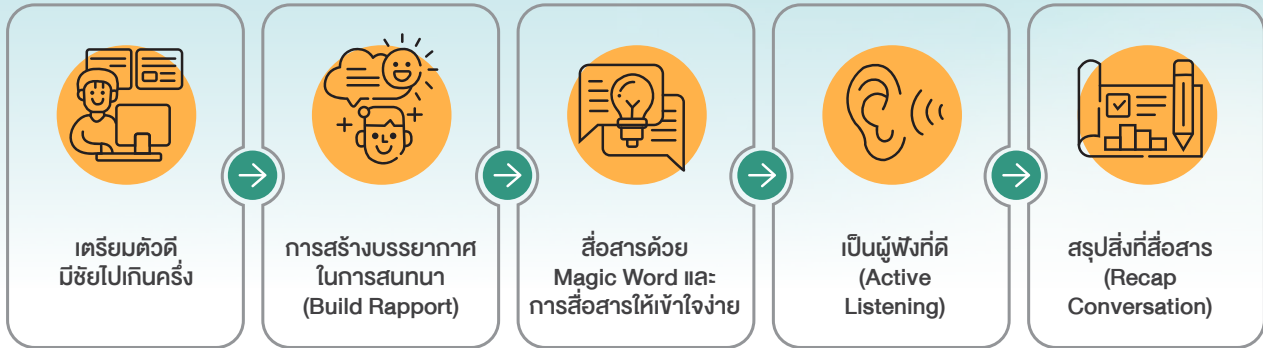 เตรียมตัวดี
มีชัยไปเกินครึ่ง
การสร้างบรรยากาศ
ในการสนทนา
(Build Rapport)
สื่อสารด้วย
Magic Word และ
การสื่อสารให้เข้าใจง่าย
เป็นผู้ฟังที่ดี
(Active
Listening)
สรุปสิ่งที่สื่อสาร
(Recap
Conversation)